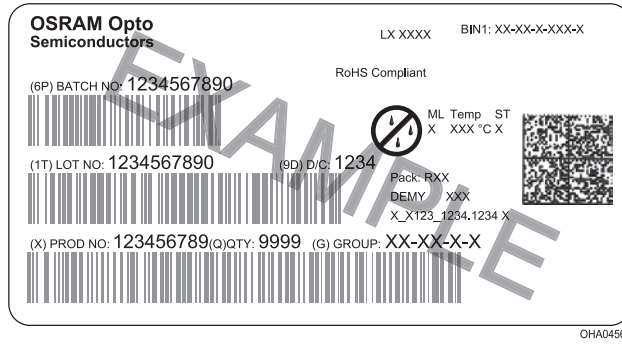 OSRAM Opto
Semiconductors
LX XXXX
BIN1: XX-XX-X-XXX-X
RoHS Compliant
(6P) BATCH NO: 1234567890
ML Temp ST
X XXX °C X
(1T) LOT NO: 1234567890 (9D) D/C: 1234
Pack: RXX
DEMY XXX
X_X123_1234.1234 X
(X) PROD NO: 123456789(Q)QTY: 9999 (G) GROUP: XX-XX-X-X
EXAMPLE
OHA0456